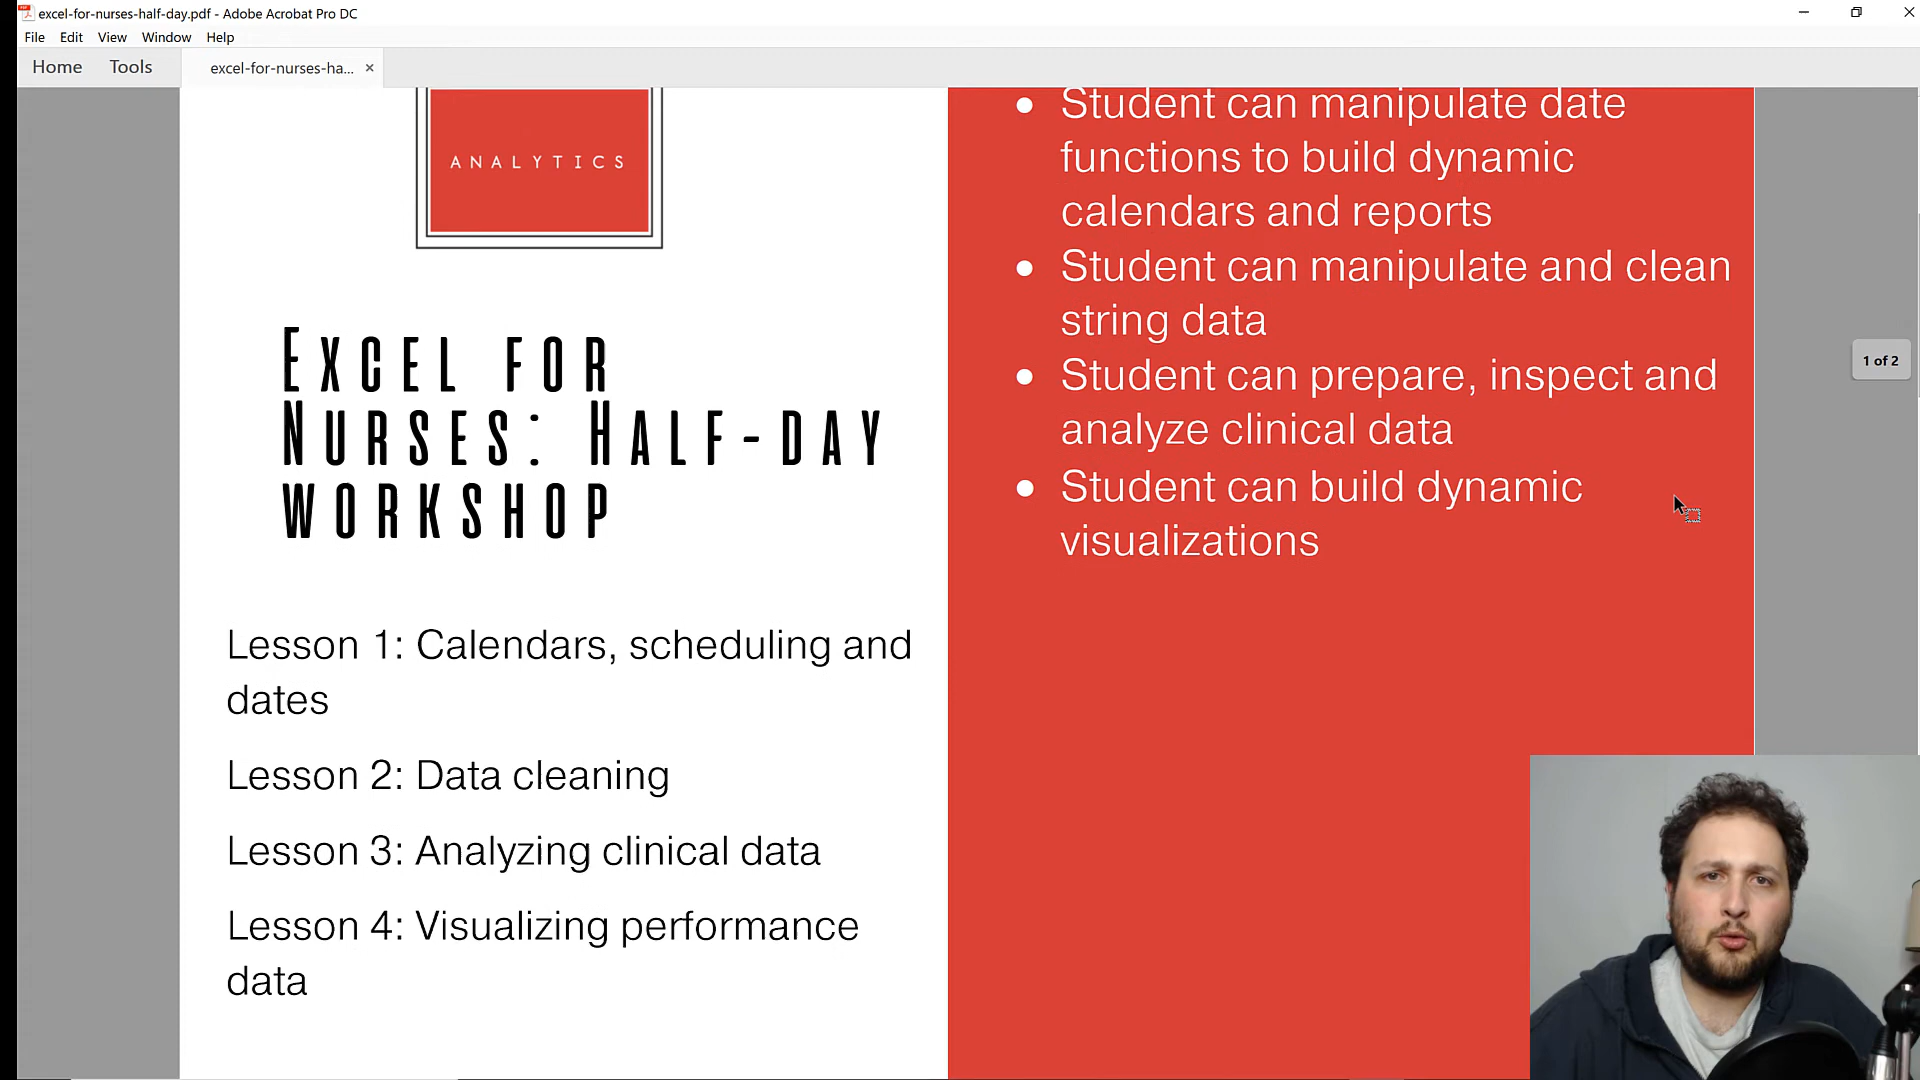 excel-for-nurses-half-day.pdf - Adobe Acrobat Pro DC
File Edit View Window Help
Home Tools excel-for-nurses-ha... ×
ANALYTICS
EXCEL FOR
NURSES: HALF-DAY
WORKSHOP
Lesson 1: Calendars, scheduling and
dates
Lesson 2: Data cleaning
Lesson 3: Analyzing clinical data
Lesson 4: Visualizing performance
data
• Student can manipulate date
functions to build dynamic
calendars and reports
• Student can manipulate and clean
string data
• Student can prepare, inspect and
analyze clinical data
• Student can build dynamic
visualizations
1 of 2